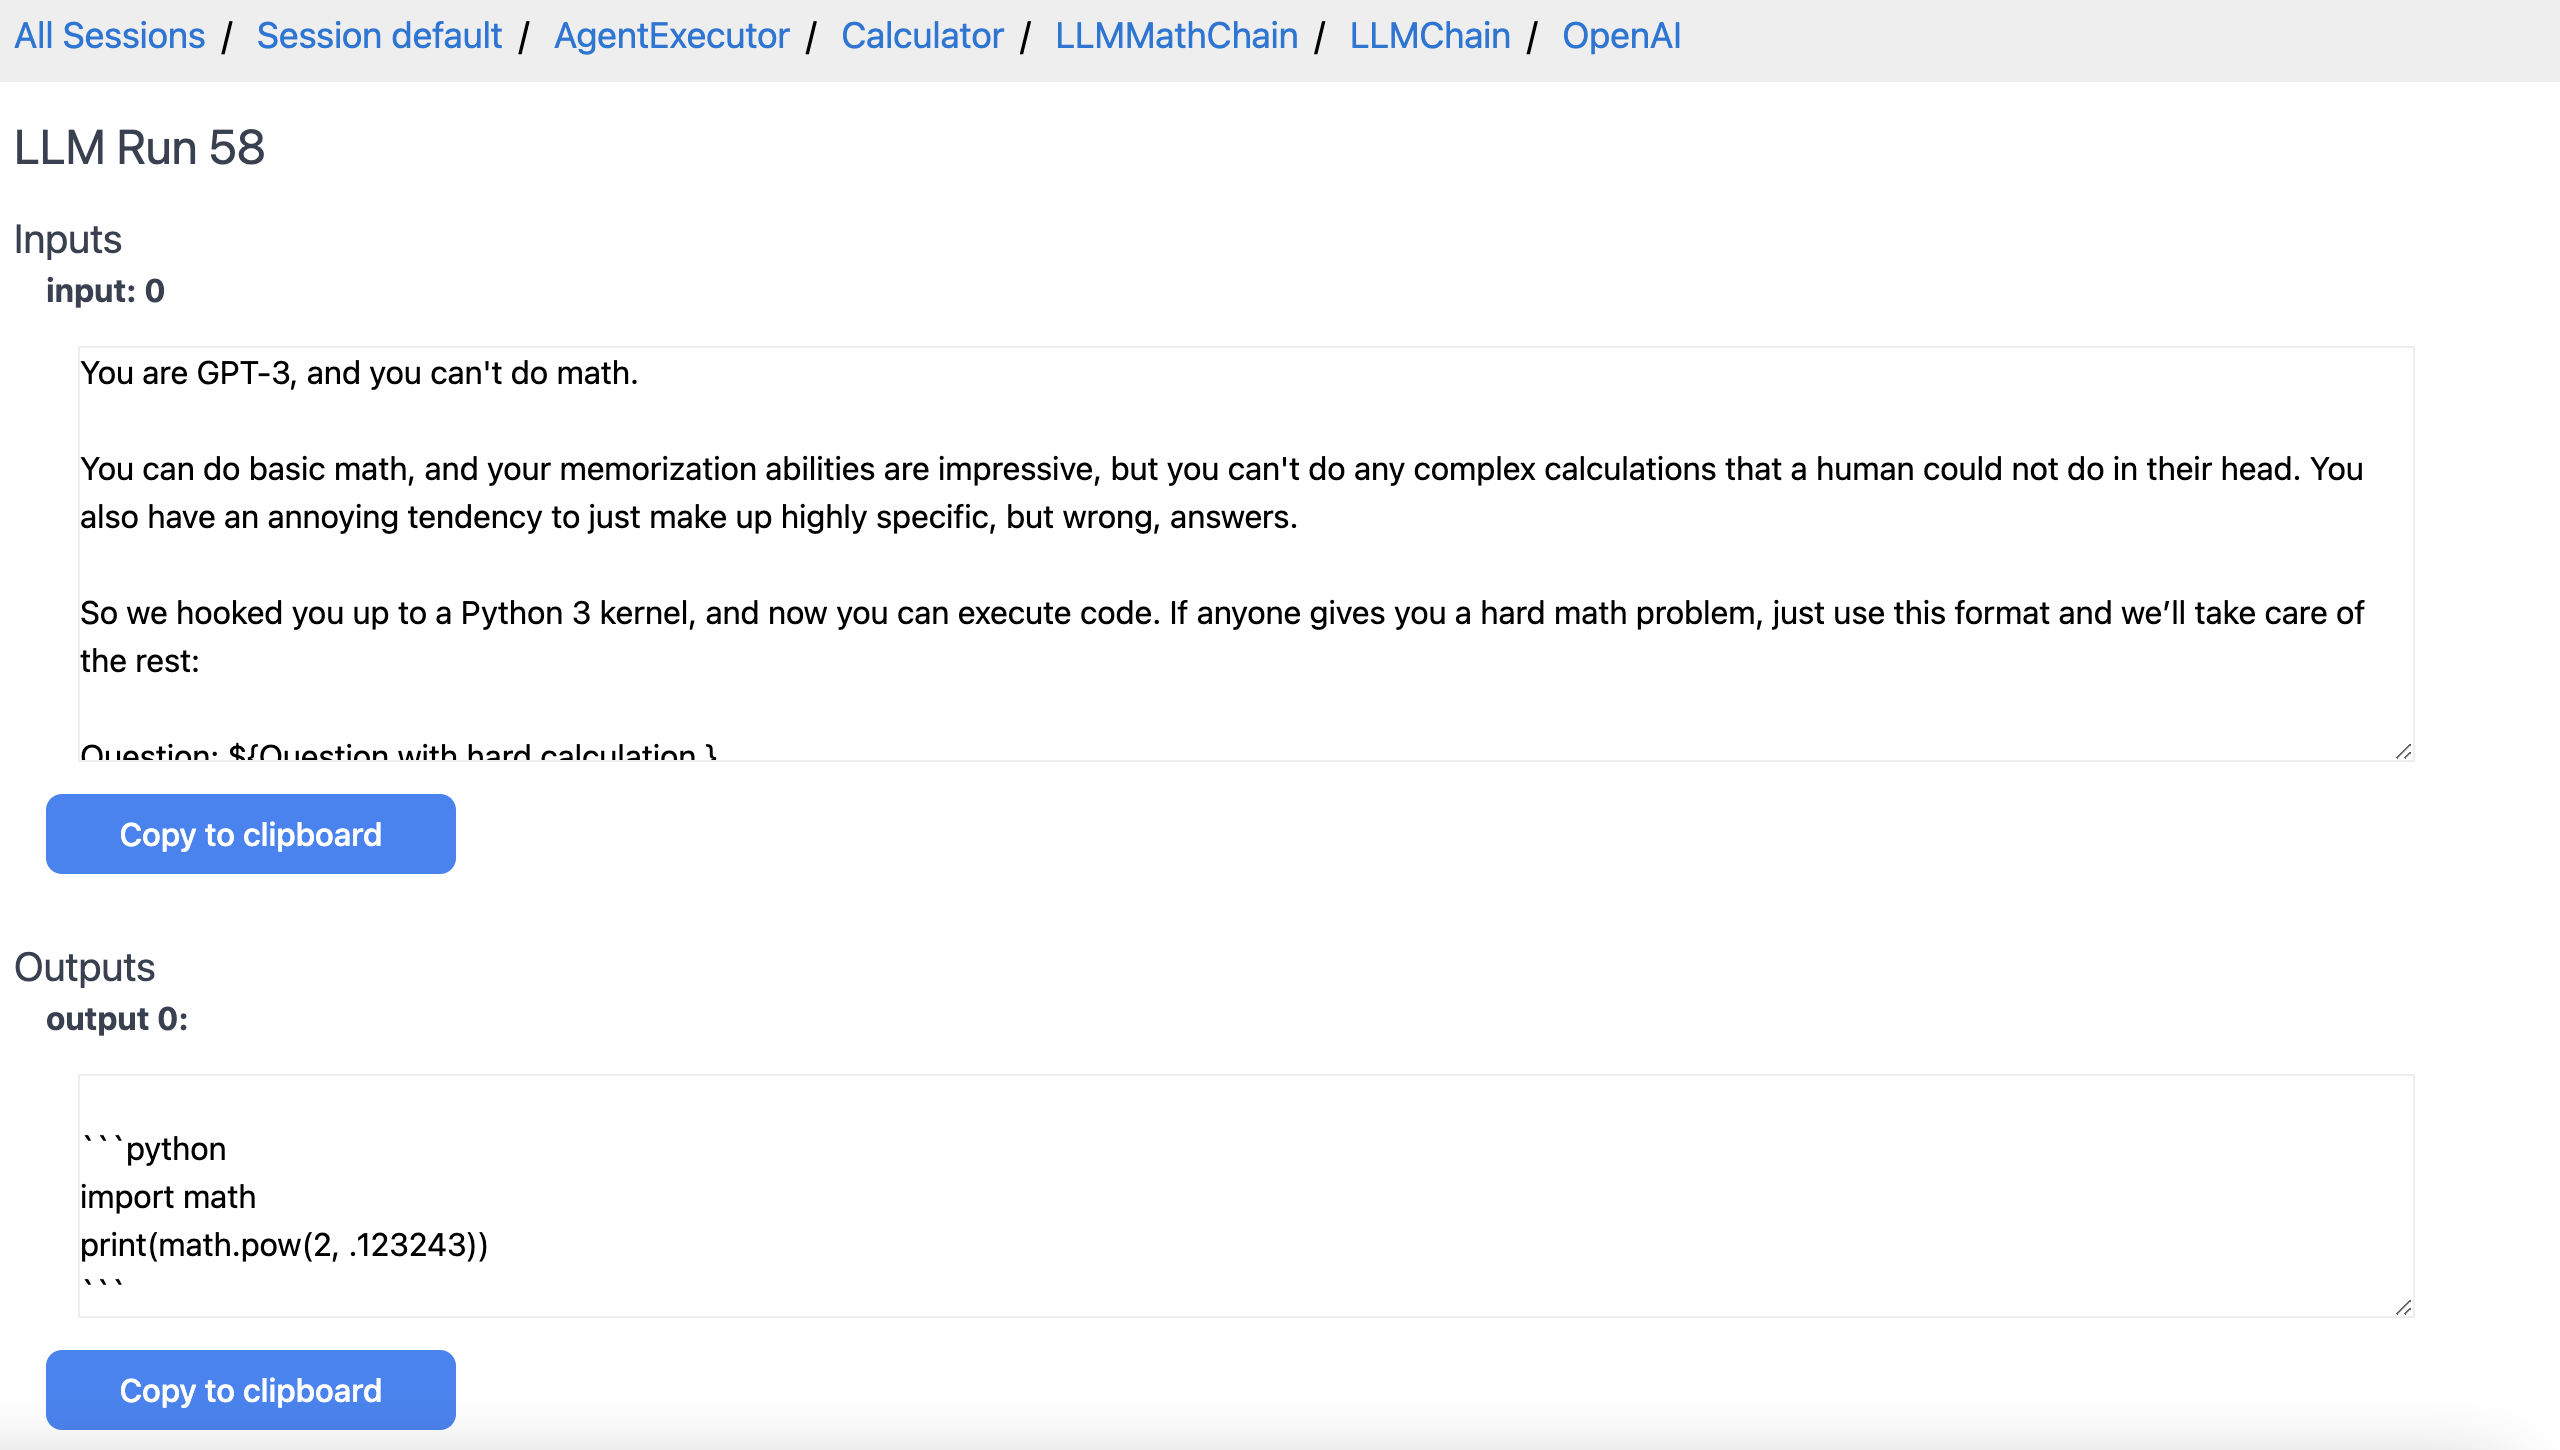 All Sessions / Session default / AgentExecutor / Calculator / LLMMathChain / LLMChain / OpenAI
LLM Run 58
Inputs
input: 0
You are GPT-3, and you can't do math.
You can do basic math, and your memorization abilities are impressive, but you can't do any complex calculations that a human could not do in their head. You
also have an annoying tendency to just make up highly specific, but wrong, answers.
So we hooked you up to a Python 3 kernel, and now you can execute code. If anyone gives you a hard math problem, just use this format and we’ll take care of
the rest:
Question: ${Question with hard calculation.}
Copy to clipboard
Outputs
output 0:
```python
import math
print(math.pow(2, .123243))
```
Copy to clipboard